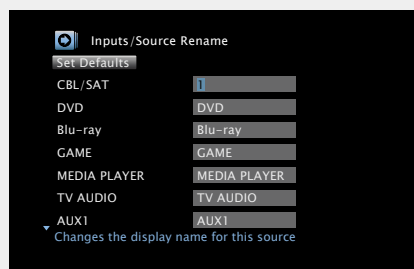 Inputs/Source Rename
Set Defaults
CBL/SAT 1
DVD DVD
Blu-ray Blu-ray
GAME GAME
MEDIA PLAYER MEDIA PLAYER
TV AUDIO TV AUDIO
AUX1 AUX1
Changes the display name for this source